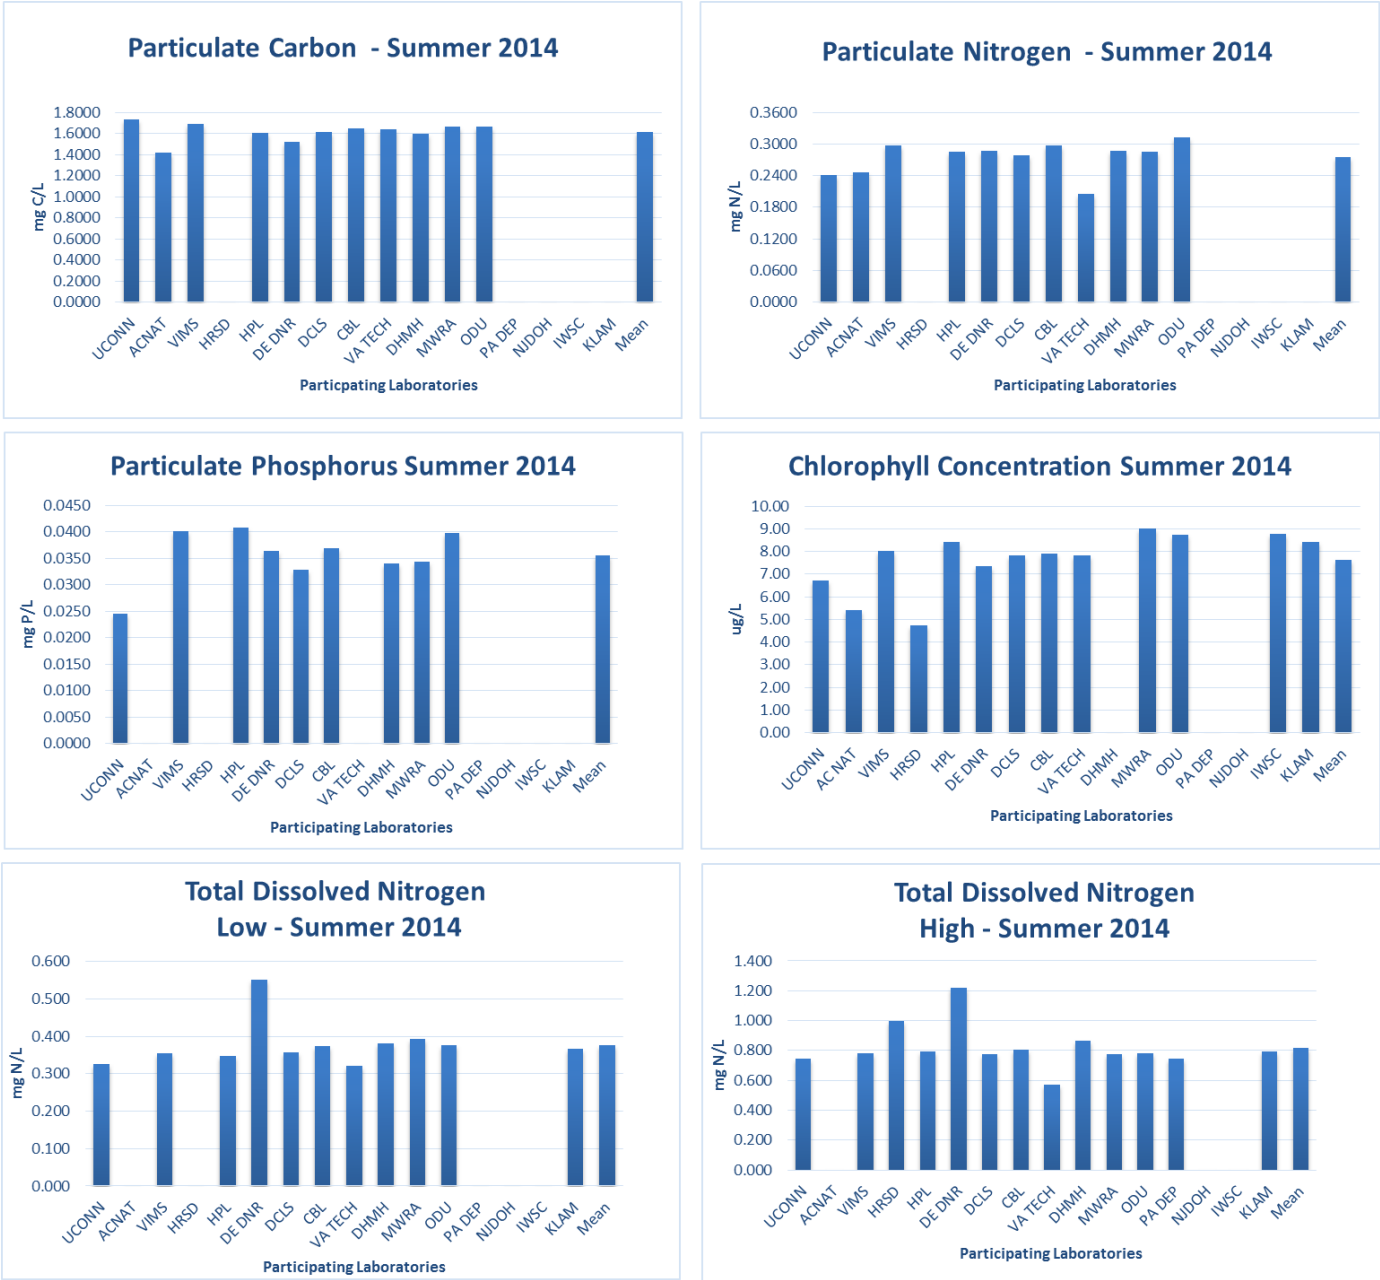 Particulate Carbon - Summer 2014
1.8000
1.6000
1.4000
1.2000
1.0000
0.8000
0.6000
0.4000
0.2000
0.0000
mg C/L
UCONN
ACNAT
VIMS
HRSD
HPL
DE DNR
DCLS
CBL
VA TECH
DHMH
MWRA
ODU
PA DEP
NJDOH
IWSC
KLAM
Mean
Particpating Laboratories
Particulate Nitrogen - Summer 2014
0.3600
0.3000
0.2400
0.1800
0.1200
0.0600
0.0000
mg N/L
UCONN
ACNAT
VIMS
HRSD
HPL
DE DNR
DCLS
CBL
VA TECH
DHMH
MWRA
ODU
PA DEP
NJDOH
IWSC
KLAM
Mean
Participating Laboratories
Particulate Phosphorus Summer 2014
0.0450
0.0400
0.0350
0.0300
0.0250
0.0200
0.0150
0.0100
0.0050
0.0000
mg P/L
UCONN
ACNAT
VIMS
HRSD
HPL
DE DNR
DCLS
CBL
VA TECH
DHMH
MWRA
ODU
PA DEP
NJDOH
IWSC
KLAM
Mean
Participating Laboratories
Chlorophyll Concentration Summer 2014
10.00
9.00
8.00
7.00
6.00
5.00
4.00
3.00
2.00
1.00
0.00
ug/L
UCONN
AC NAT
VIMS
HRSD
HPL
DE DNR
DCLS
CBL
VA TECH
DHMH
MWRA
ODU
PA DEP
NJDOH
IWSC
KLAM
Mean
Participating Laboratories
Total Dissolved Nitrogen
Low - Summer 2014
0.600
0.500
0.400
0.300
0.200
0.100
0.000
mg N/L
UCONN
ACNAT
VIMS
HRSD
HPL
DE DNR
DCLS
CBL
VA TECH
DHMH
MWRA
ODU
PA DEP
NJDOH
IWSC
KLAM
Mean
Participating Laboratories
Total Dissolved Nitrogen
High - Summer 2014
1.400
1.200
1.000
0.800
0.600
0.400
0.200
0.000
mg N/L
UCONN
ACNAT
VIMS
HRSD
HPL
DE DNR
DCLS
CBL
VA TECH
DHMH
MWRA
ODU
PA DEP
NJDOH
IWSC
KLAM
Mean
Participating Laboratories